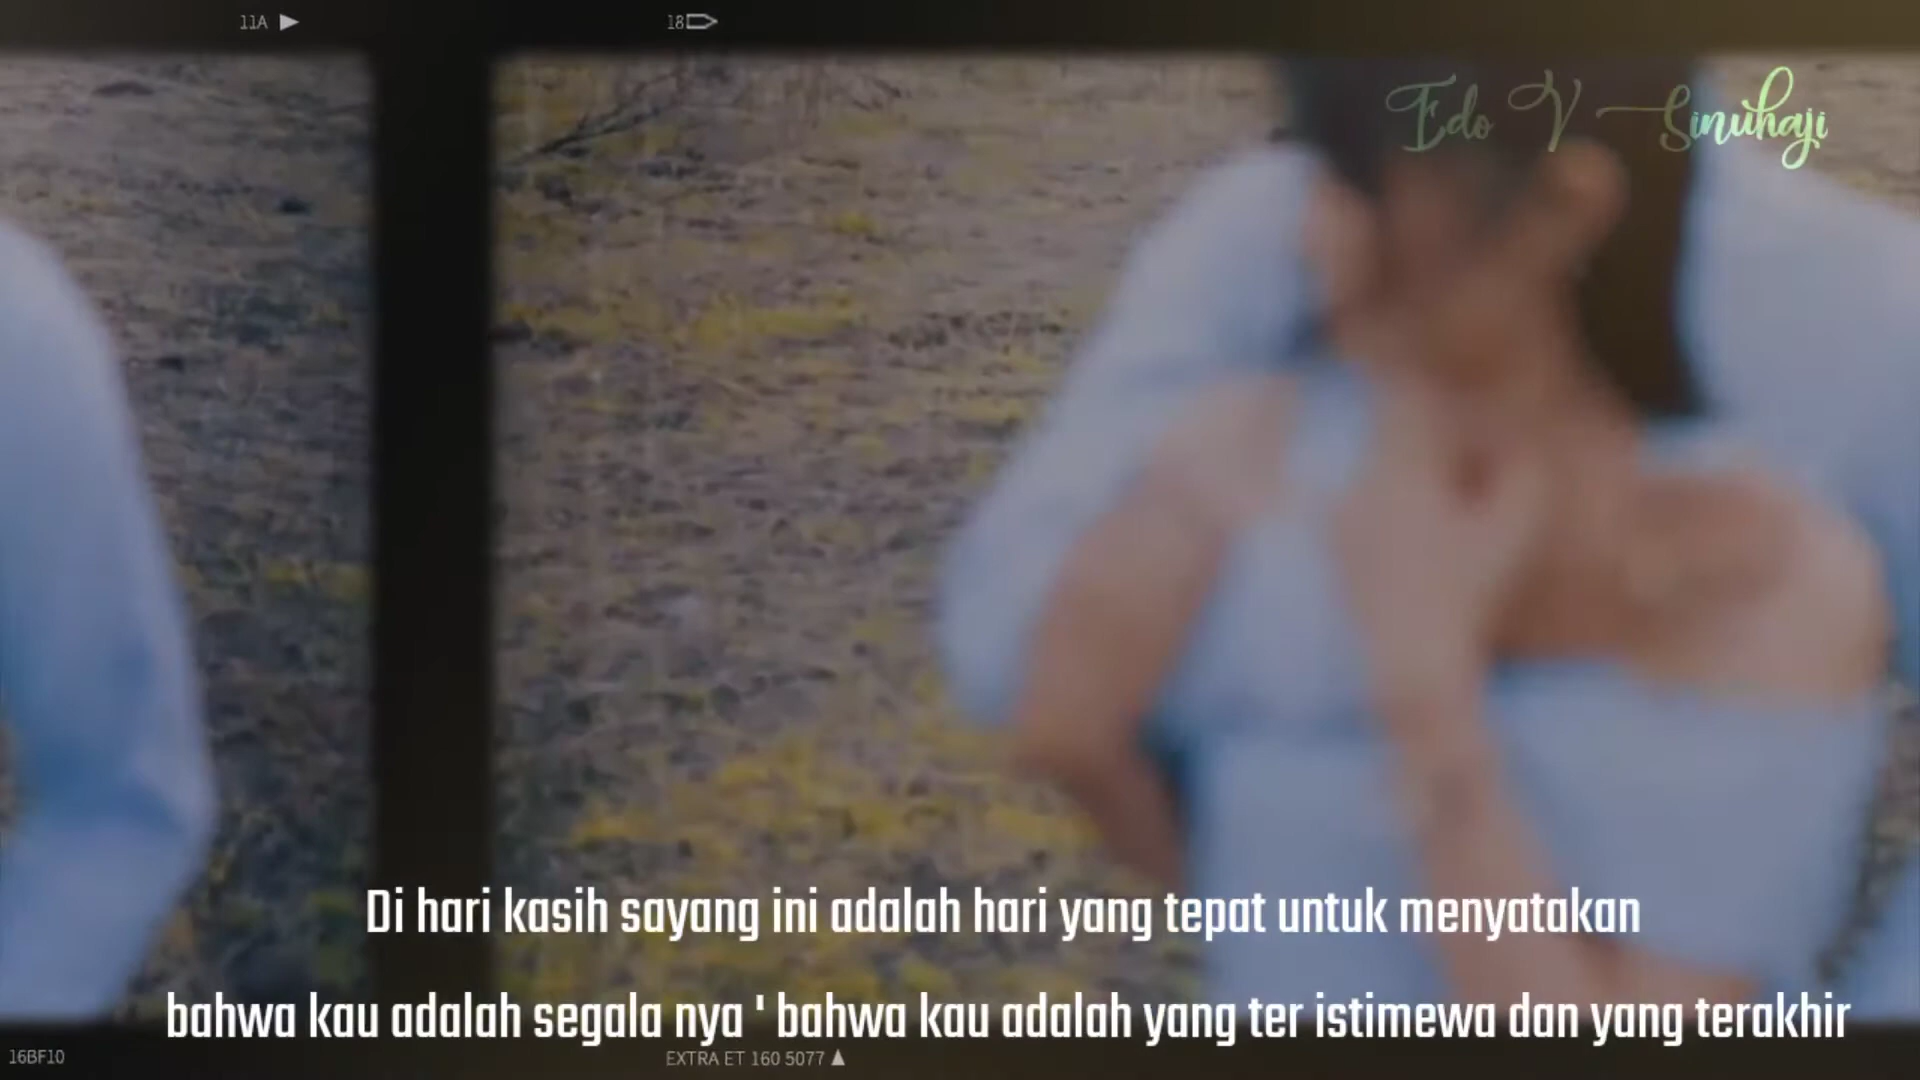 11A
18
Edo V Sinuhaji
Di hari kasih sayang ini adalah hari yang tepat untuk menyatakan
bahwa kau adalah segala nya ' bahwa kau adalah yang ter istimewa dan yang terakhir
16BF10
EXTRA ET 160 5077